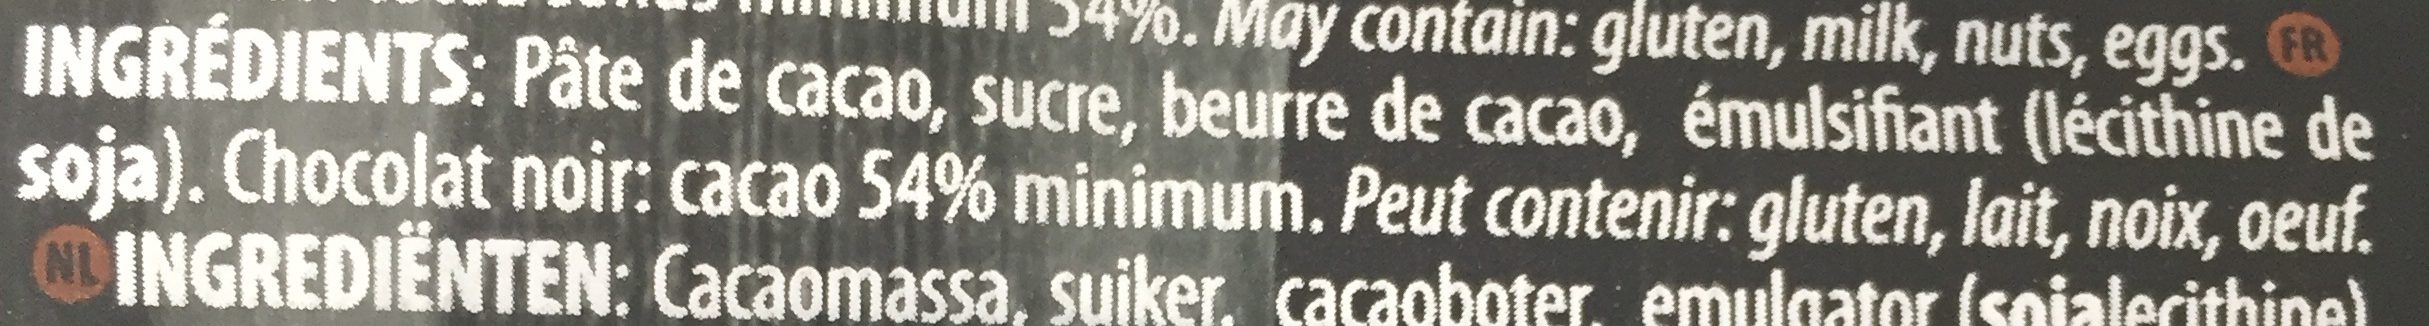 minimum 54%. May contain: gluten, milk, nuts, eggs. FR
INGRÉDIENTS: Pâte de cacao, sucre, beurre de cacao, émulsifiant (lécithine de
soja). Chocolat noir: cacao 54% minimum. Peut contenir: gluten, lait, noix, oeuf.
NL INGREDIËNTEN: Cacaomassa, suiker, cacaoboter, emulgator (sojalecithine)